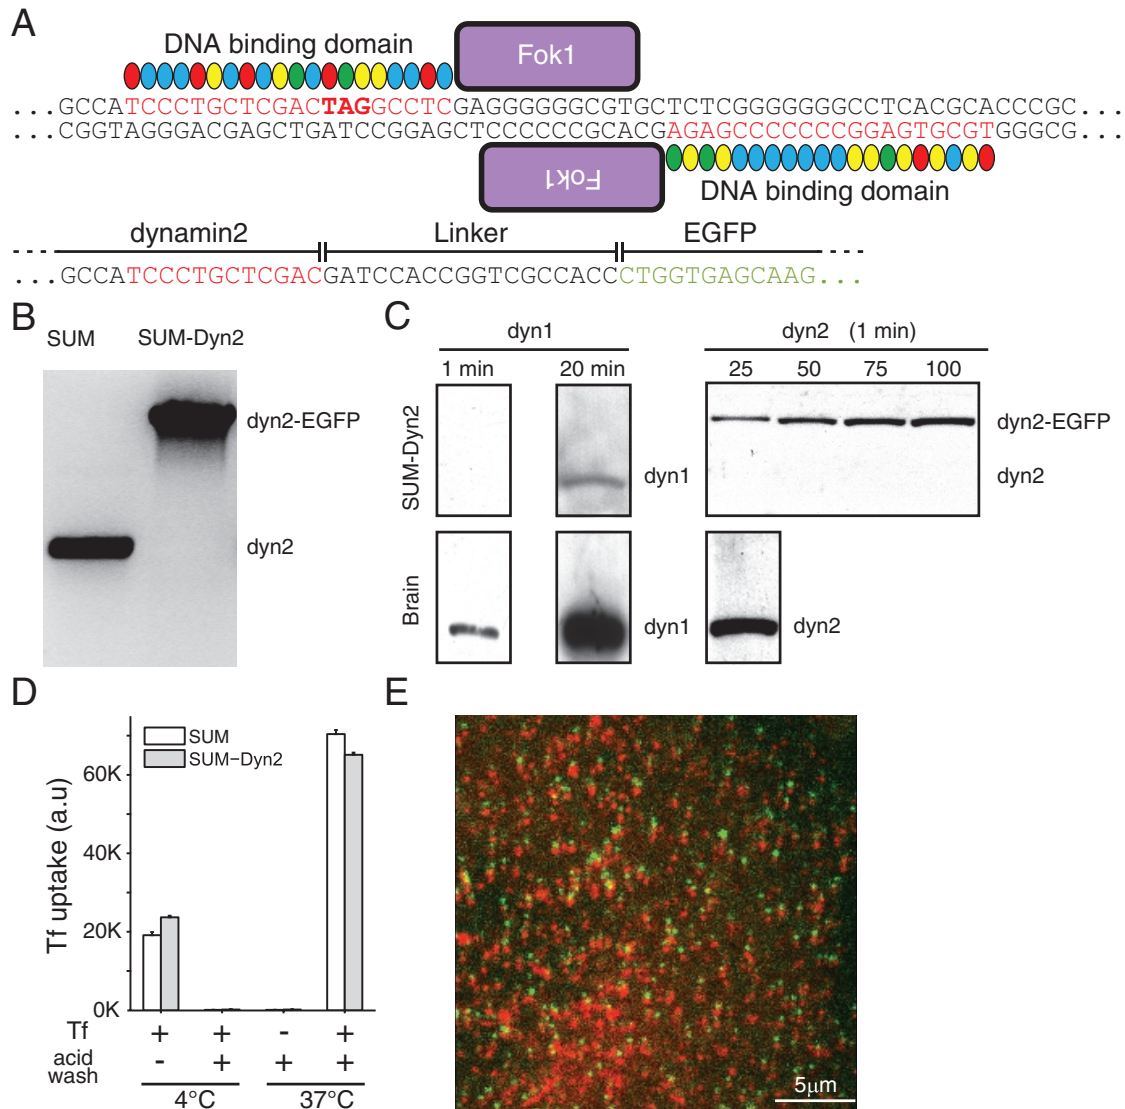 A
DNA binding domain
Fok1
...GCCATCCCTGCTCGACTAGGCCTCGAGGGGGGCGTGCTCTCGGGGGGGCCTCACGCACCCGC...
...CGGTAGGGACGAGCTGATCCGGAGCTCCCCCCGCACGAGAGCCCCCCCGGAGTGCGTGGGCG...
Fok1
DNA binding domain
dynamin2 Linker EGFP
...GCCATCCCTGCTCGACGATCCACCGGTCGCCACCCTGGTGAGCAAG...
B
SUM SUM-Dyn2
dyn2-EGFP
dyn2
C
dyn1 dyn2 (1 min)
1 min 20 min 25 50 75 100
SUM-Dyn2
dyn1
dyn2-EGFP
dyn2
Brain
dyn1
dyn2
D
SUM
SUM-Dyn2
Tf uptake (a.u)
60K
40K
20K
0K
Tf + + - +
acid wash - + + +
4°C 37°C
E
5μm